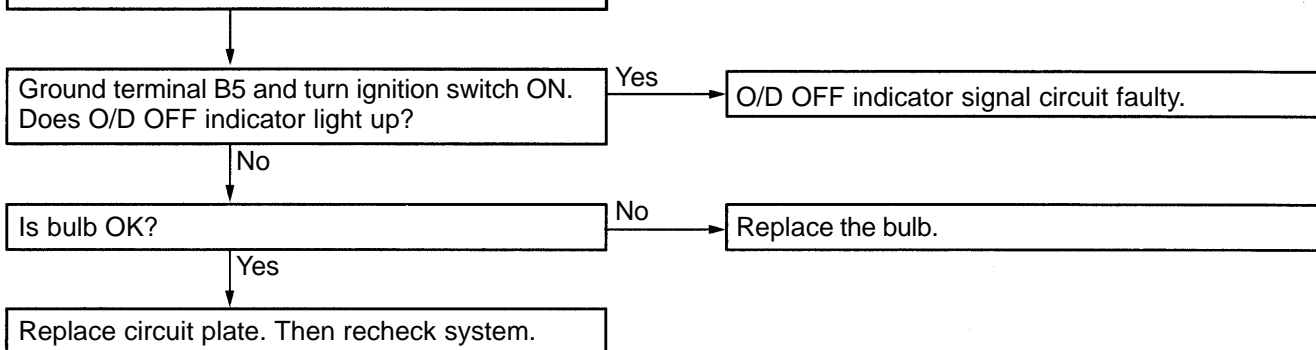 Ground terminal B5 and turn ignition switch ON.
Does O/D OFF indicator light up?
Yes
O/D OFF indicator signal circuit faulty.
No
Is bulb OK?
No
Replace the bulb.
Yes
Replace circuit plate. Then recheck system.